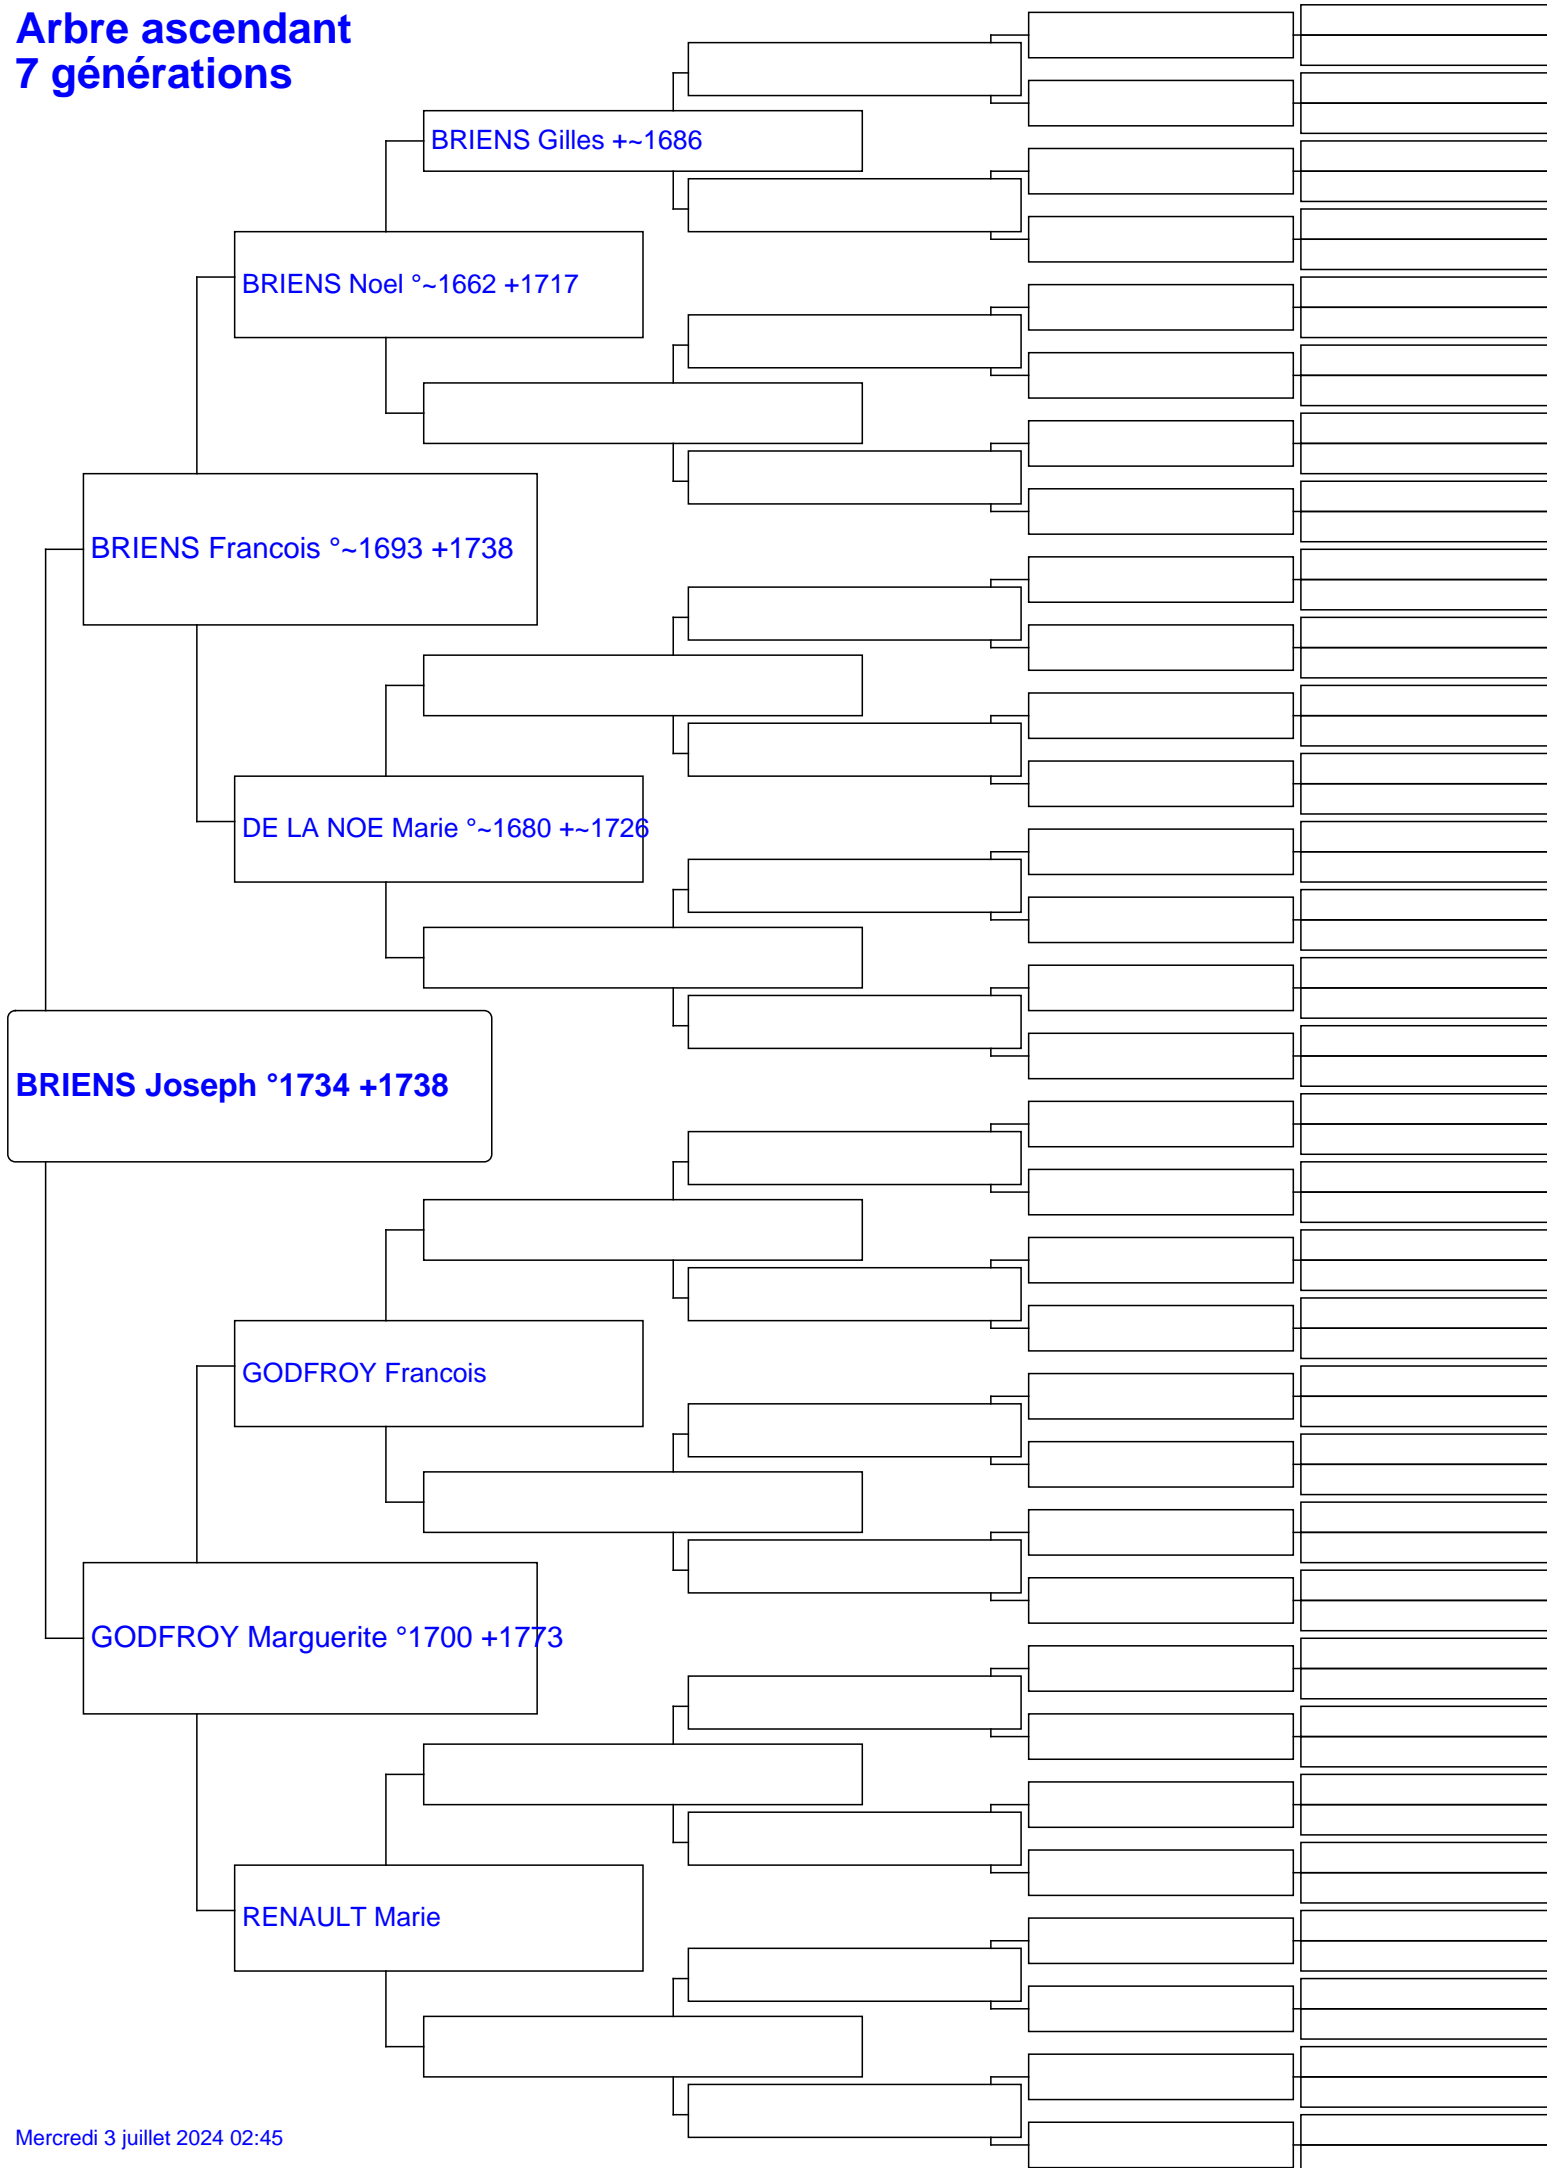 Arbre ascendant
7 générations
BRIENS Gilles +~1686
BRIENS Noel °~1662 +1717
BRIENS Francois °~1693 +1738
DE LA NOE Marie °~1680 +~1726
BRIENS Joseph °1734 +1738
GODFROY Francois
GODFROY Marguerite °1700 +1773
RENAULT Marie
Mercredi 3 juillet 2024 02:45